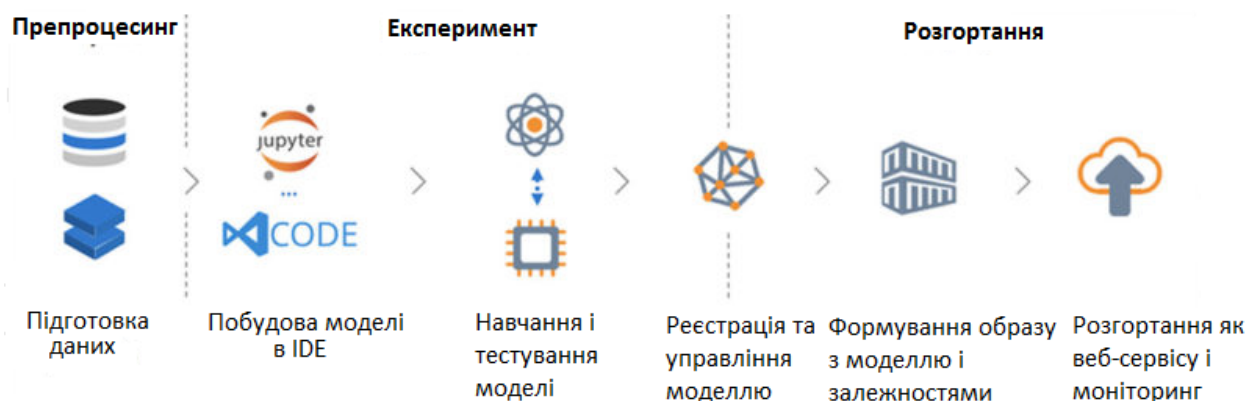 Препроцесинг
Експеримент
Розгортання
jupyter
...
CODE
Підготовка
даних
Побудова моделі
в IDE
Навчання і
тестування
моделі
Реєстрація та
управління
моделлю
Формування образу
з моделлю і
залежностями
Розгортання як
веб-сервісу і
моніторинг